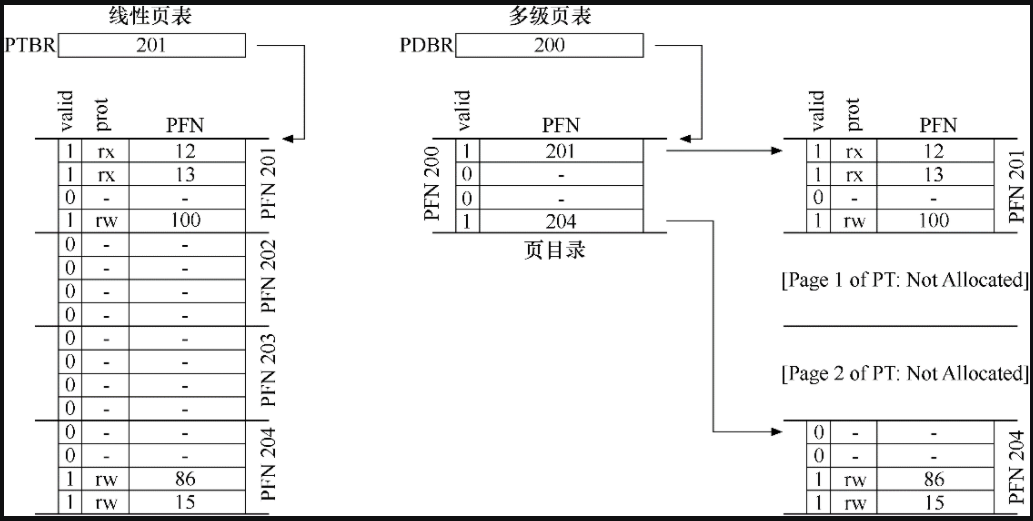 线性页表
PTBR 201
valid prot PFN
1 rx 12
1 rx 13
0 - -
1 rw 100
PFN 201
0 - -
0 - -
0 - -
0 - -
PFN 202
0 - -
0 - -
0 - -
0 - -
PFN 203
0 - -
0 - -
1 rw 86
1 rw 15
PFN 204
多级页表
PDBR 200
valid PFN
PFN 200
1 201
0 -
0 -
1 204
页目录
valid prot PFN
1 rx 12
1 rx 13
0 - -
1 rw 100
PFN 201
[Page 1 of PT: Not Allocated]
[Page 2 of PT: Not Allocated]
0 - -
0 - -
1 rw 86
1 rw 15
PFN 204